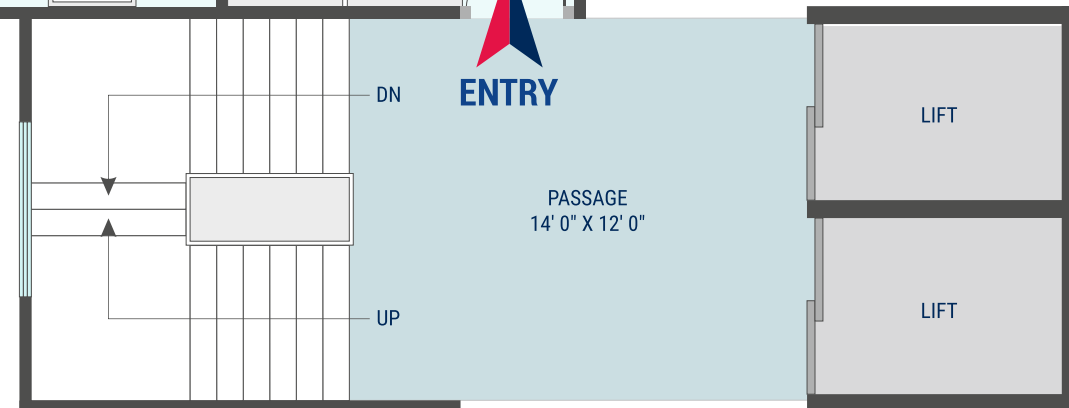 DN
ENTRY
LIFT
PASSAGE
14' 0" X 12' 0"
UP
LIFT